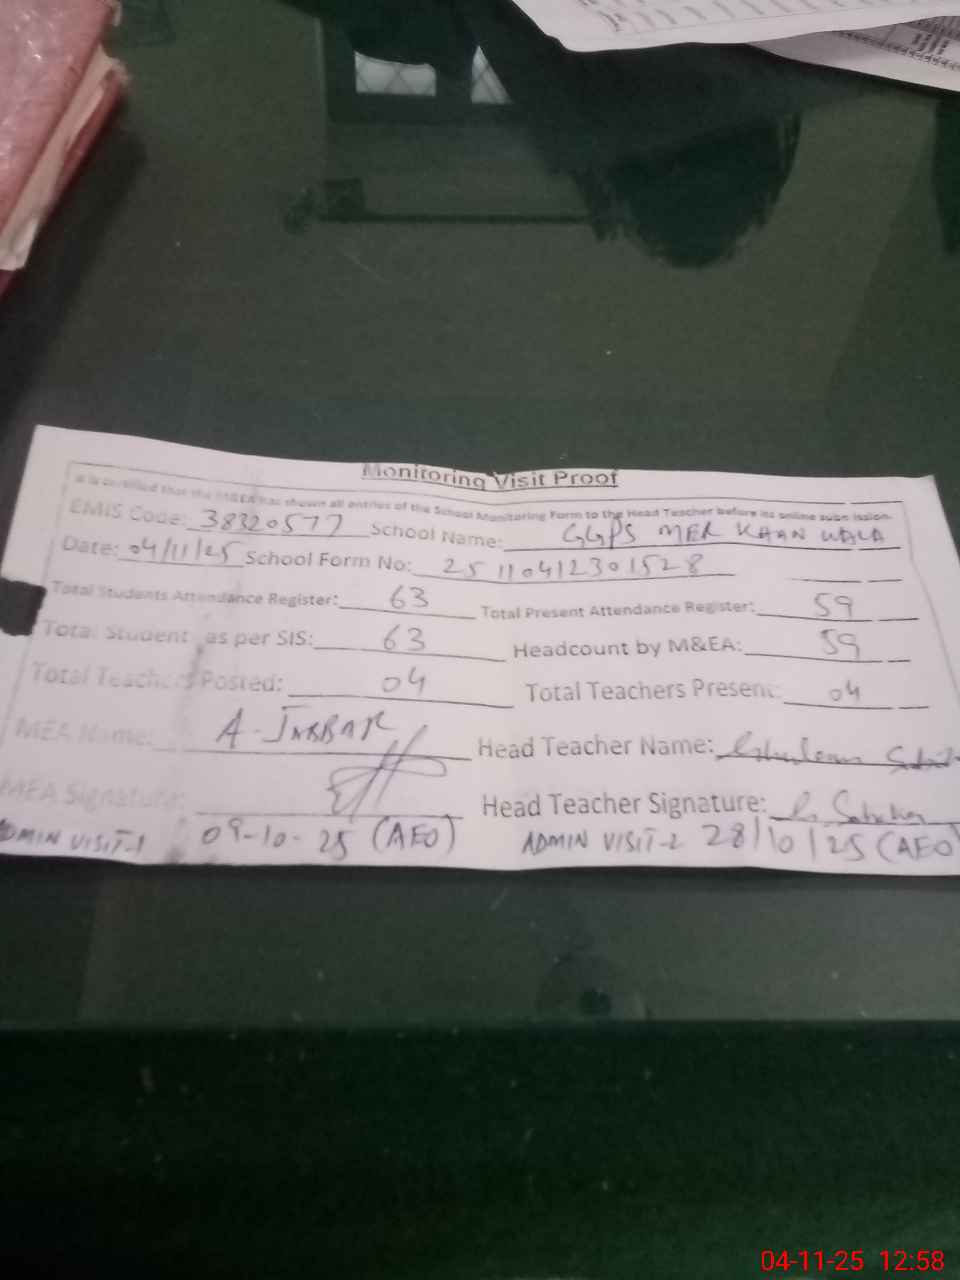 Monitoring Visit Proof
It is certified that the M&EA has shown all entries of the School Monitoring Form to the Head Teacher before its online submission.
EMIS Code: 38320577 School Name: GGPS MER KHAN WALA
Date: 04/11/25 School Form No: 25110412301528
Total Students Attendance Register: 63 Total Present Attendance Register: 59
Total Student as per SIS: 63 Headcount by M&EA: 59
Total Teachers Posted: 04 Total Teachers Present: 04
MEA Name: A-JABBAR Head Teacher Name: Ghulam
MEA Signature: Head Teacher Signature:
ADMIN VISIT-1 09-10-25 (AEO) ADMIN VISIT-2 28/10/25 (AEO)
04-11-25 12:58